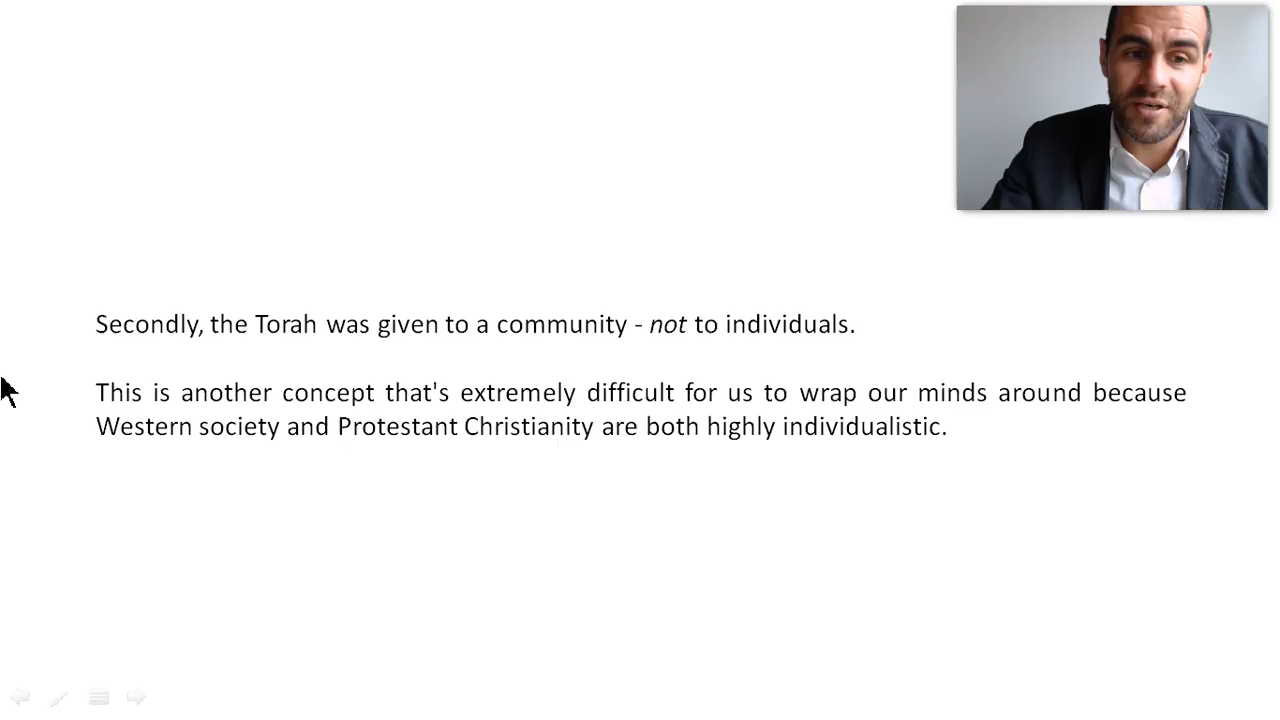 Secondly, the Torah was given to a community - not to individuals.
This is another concept that's extremely difficult for us to wrap our minds around because
Western society and Protestant Christianity are both highly individualistic.